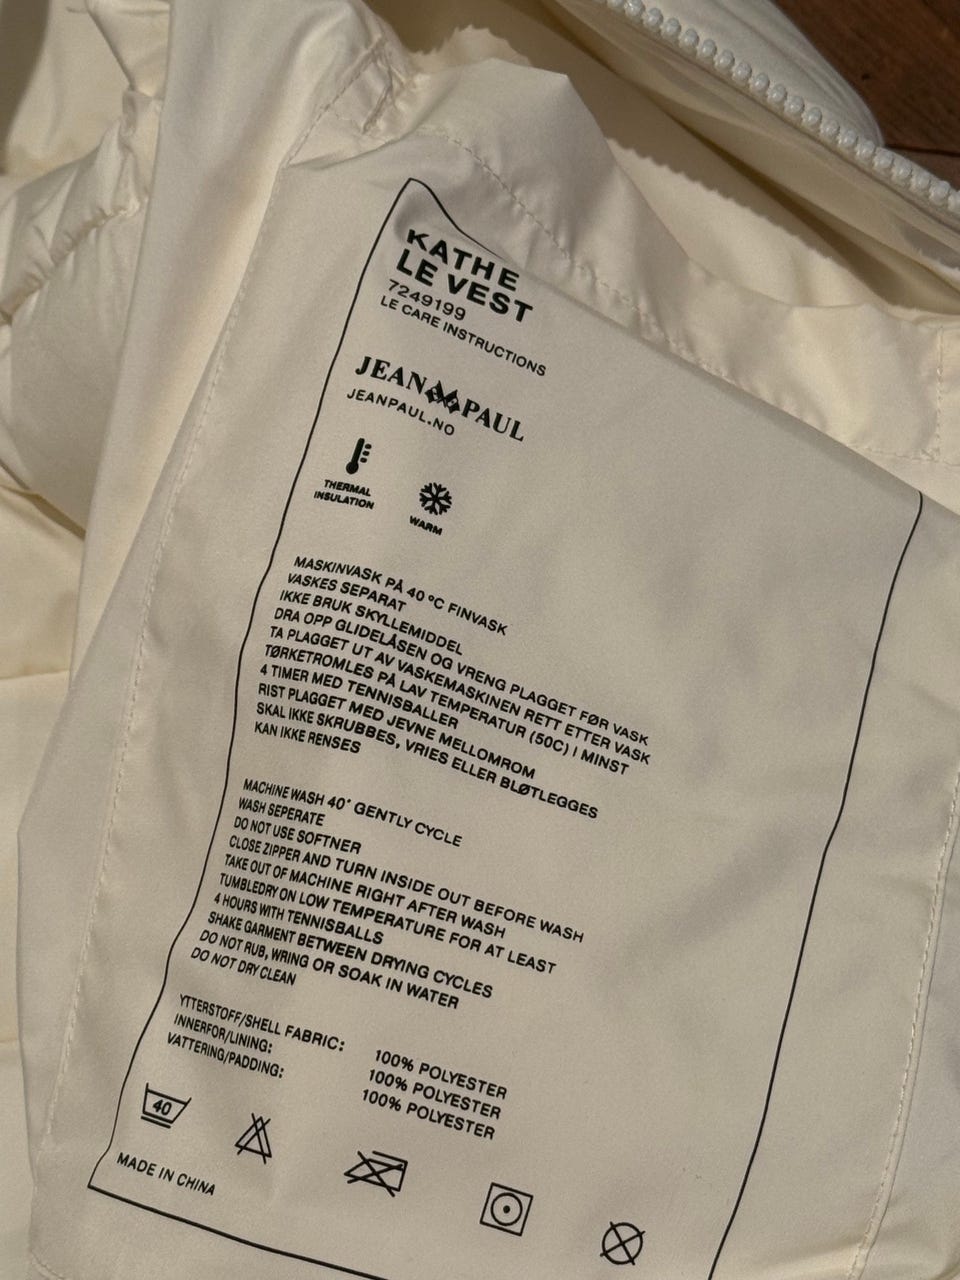 KATHE
LE VEST
7249199
LE CARE INSTRUCTIONS
JEAN PAUL
JEANPAUL.NO
THERMAL
INSULATION
WARM
MASKINVASK PÅ 40 °C FINVASK
VASKES SEPARAT
IKKE BRUK SKYLLEMIDDEL
DRA OPP GLIDELÅSEN OG VRENG PLAGGET FØR VASK
TA PLAGGET UT AV VASKEMASKINEN RETT ETTER VASK
TØRKETROMLES PÅ LAV TEMPERATUR (50C) I MINST
4 TIMER MED TENNISBALLER
RIST PLAGGET MED JEVNE MELLOMROM
SKAL IKKE SKRUBBES, VRIES ELLER BLØTLEGGES
KAN IKKE RENSES
MACHINE WASH 40° GENTLY CYCLE
WASH SEPERATE
DO NOT USE SOFTNER
CLOSE ZIPPER AND TURN INSIDE OUT BEFORE WASH
TAKE OUT OF MACHINE RIGHT AFTER WASH
TUMBLEDRY ON LOW TEMPERATURE FOR AT LEAST
4 HOURS WITH TENNISBALLS
SHAKE GARMENT BETWEEN DRYING CYCLES
DO NOT RUB, WRING OR SOAK IN WATER
DO NOT DRY CLEAN
YTTERSTOFF/SHELL FABRIC: 100% POLYESTER
INNERFOR/LINING: 100% POLYESTER
VATTERING/PADDING: 100% POLYESTER
40
MADE IN CHINA